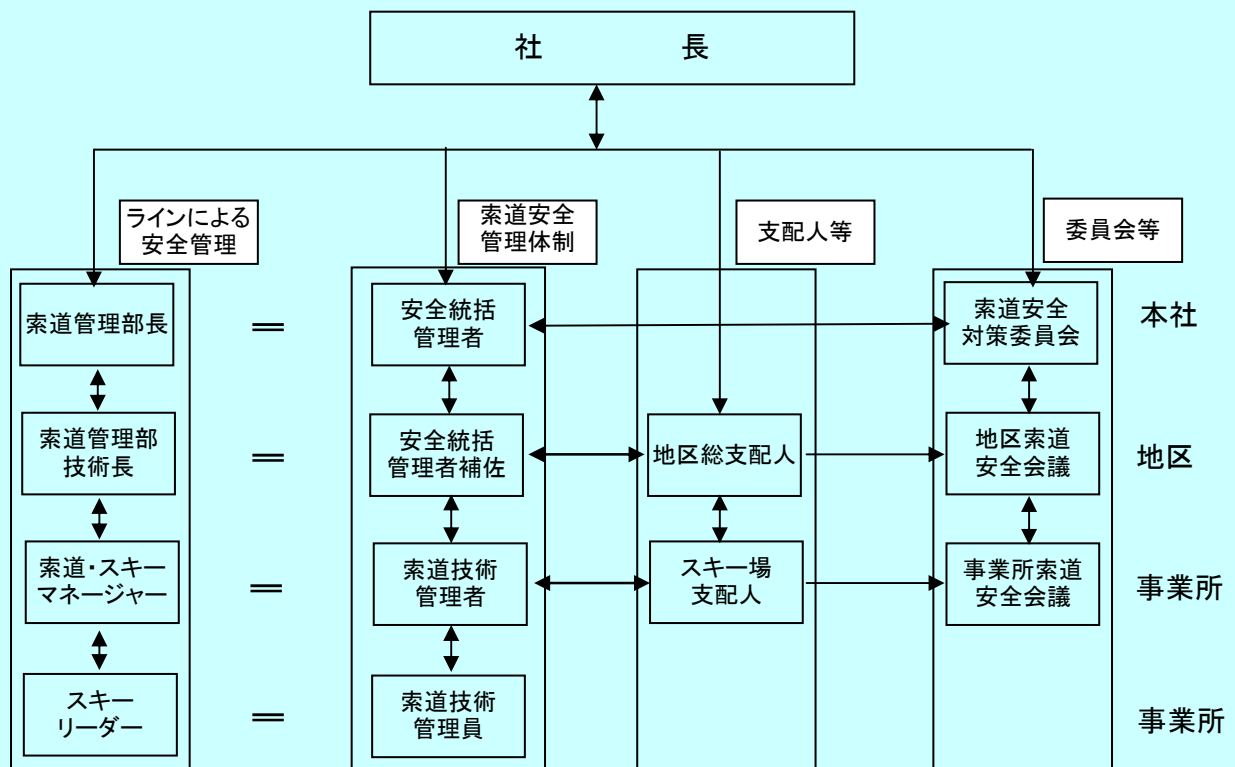 社　長
ラインによる
安全管理
索道安全
管理体制
支配人等
委員会等
索道管理部長
＝
安全統括
管理者
索道安全
対策委員会
本社
索道管理部
技術長
＝
安全統括
管理者補佐
地区総支配人
地区索道
安全会議
地区
索道・スキー
マネージャー
＝
索道技術
管理者
スキー場
支配人
事業所索道
安全会議
事業所
スキー
リーダー
＝
索道技術
管理員
事業所